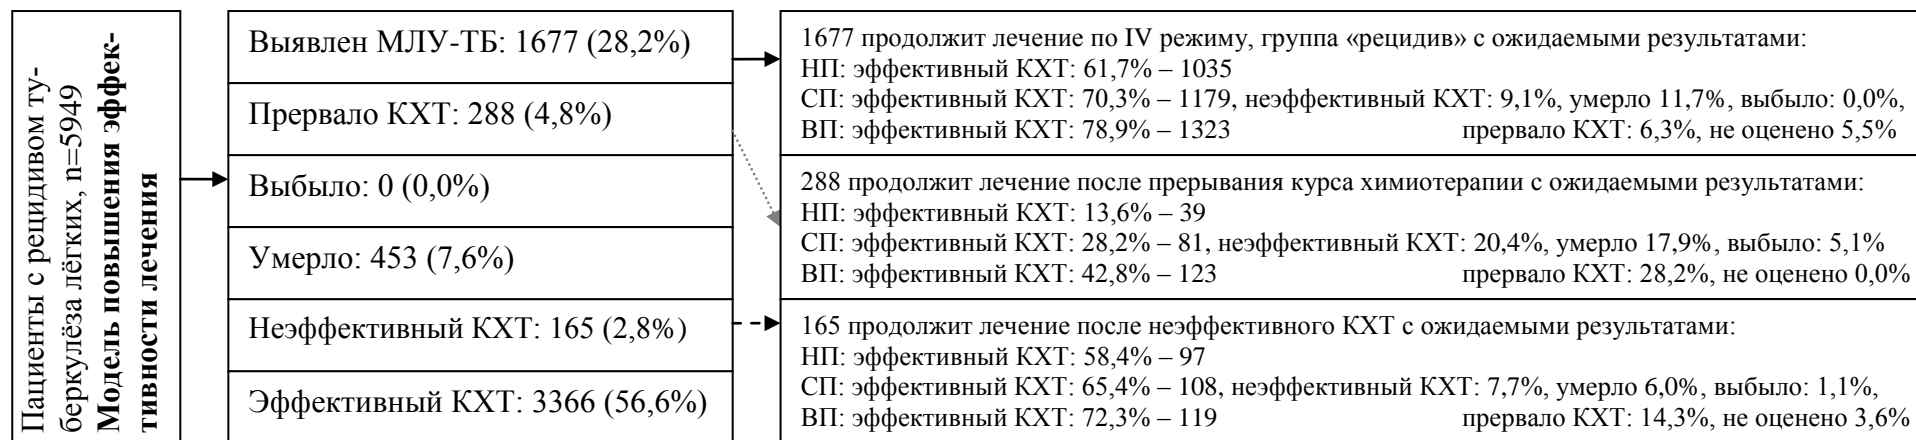 Пациенты с рецидивом ту-
беркулёза лёгких, n=5949
Модель повышения эффек-
тивности лечения
Выявлен МЛУ-ТБ: 1677 (28,2%)
Прервало КХТ: 288 (4,8%)
Выбыло: 0 (0,0%)
Умерло: 453 (7,6%)
Неэффективный КХТ: 165 (2,8%)
Эффективный КХТ: 3366 (56,6%)
1677 продолжит лечение по IV режиму, группа «рецидив» с ожидаемыми результатами:
НП: эффективный КХТ: 61,7% – 1035
СП: эффективный КХТ: 70,3% – 1179, неэффективный КХТ: 9,1%, умерло 11,7%, выбыло: 0,0%,
ВП: эффективный КХТ: 78,9% – 1323 прервало КХТ: 6,3%, не оценено 5,5%
288 продолжит лечение после прерывания курса химиотерапии с ожидаемыми результатами:
НП: эффективный КХТ: 13,6% – 39
СП: эффективный КХТ: 28,2% – 81, неэффективный КХТ: 20,4%, умерло 17,9%, выбыло: 5,1%
ВП: эффективный КХТ: 42,8% – 123 прервало КХТ: 28,2%, не оценено 0,0%
165 продолжит лечение после неэффективного КХТ с ожидаемыми результатами:
НП: эффективный КХТ: 58,4% – 97
СП: эффективный КХТ: 65,4% – 108, неэффективный КХТ: 7,7%, умерло 6,0%, выбыло: 1,1%,
ВП: эффективный КХТ: 72,3% – 119 прервало КХТ: 14,3%, не оценено 3,6%